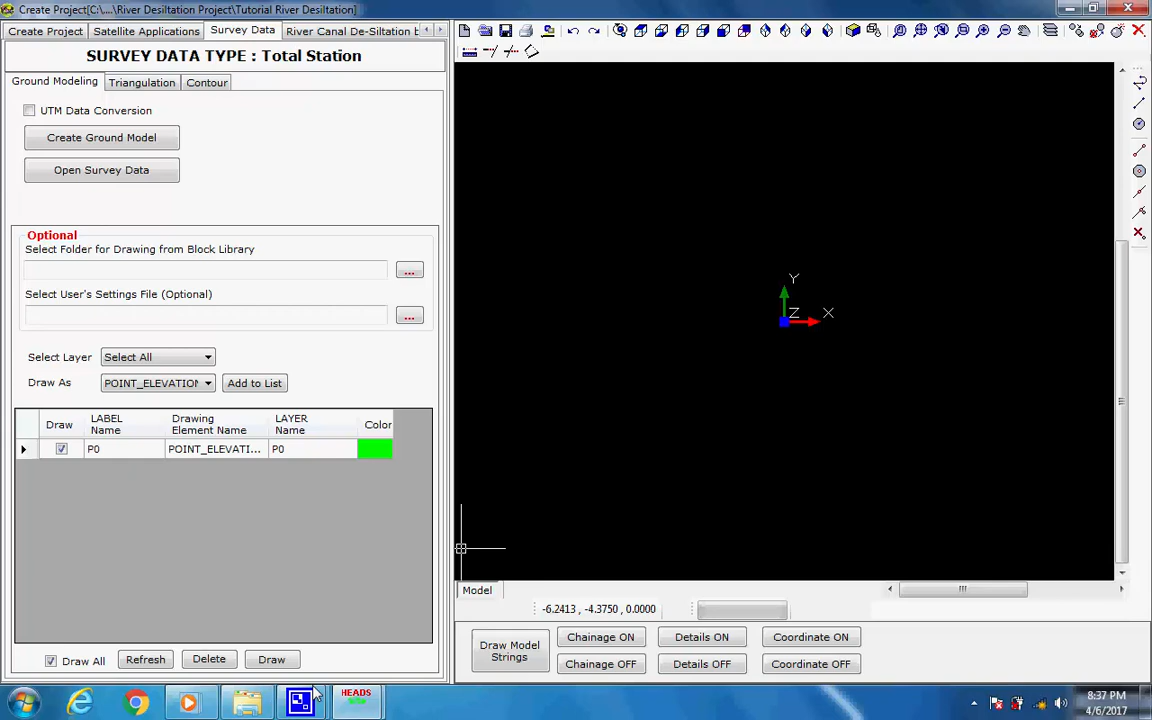 Create Project[C:\...\River Desiltation Project\Tutorial River Desiltation]
Create Project
Satellite Applications
Survey Data
River Canal De-Siltation
SURVEY DATA TYPE : Total Station
Ground Modeling
Triangulation
Contour
UTM Data Conversion
Create Ground Model
Open Survey Data
Optional
Select Folder for Drawing from Block Library
...
Select User's Settings File (Optional)
...
Select Layer
Select All
Draw As
POINT_ELEVATION
Add to List
Draw
LABEL Name
Drawing Element Name
LAYER Name
Color
P0
POINT_ELEVATI...
P0
Draw All
Refresh
Delete
Draw
Y
Z
X
Model
-6.2413 , -4.3750 , 0.0000
Draw Model Strings
Chainage ON
Details ON
Coordinate ON
Chainage OFF
Details OFF
Coordinate OFF
HEADS
8:37 PM
4/6/2017